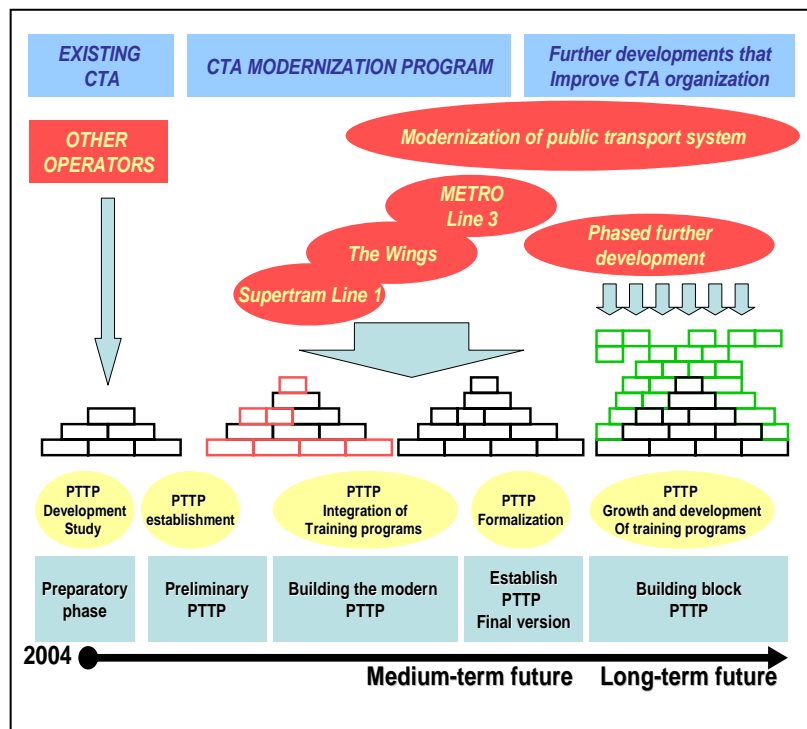 EXISTING
CTA
CTA MODERNIZATION PROGRAM
Further developments that
Improve CTA organization
OTHER
OPERATORS
Modernization of public transport system
METRO
Line 3
The Wings
Supertram Line 1
Phased further
development
PTTP
Development
Study
PTTP
establishment
PTTP
Integration of
Training programs
PTTP
Formalization
PTTP
Growth and development
Of training programs
Preparatory
phase
Preliminary
PTTP
Building the modern
PTTP
Establish
PTTP
Final version
Building block
PTTP
2004
Medium-term future
Long-term future